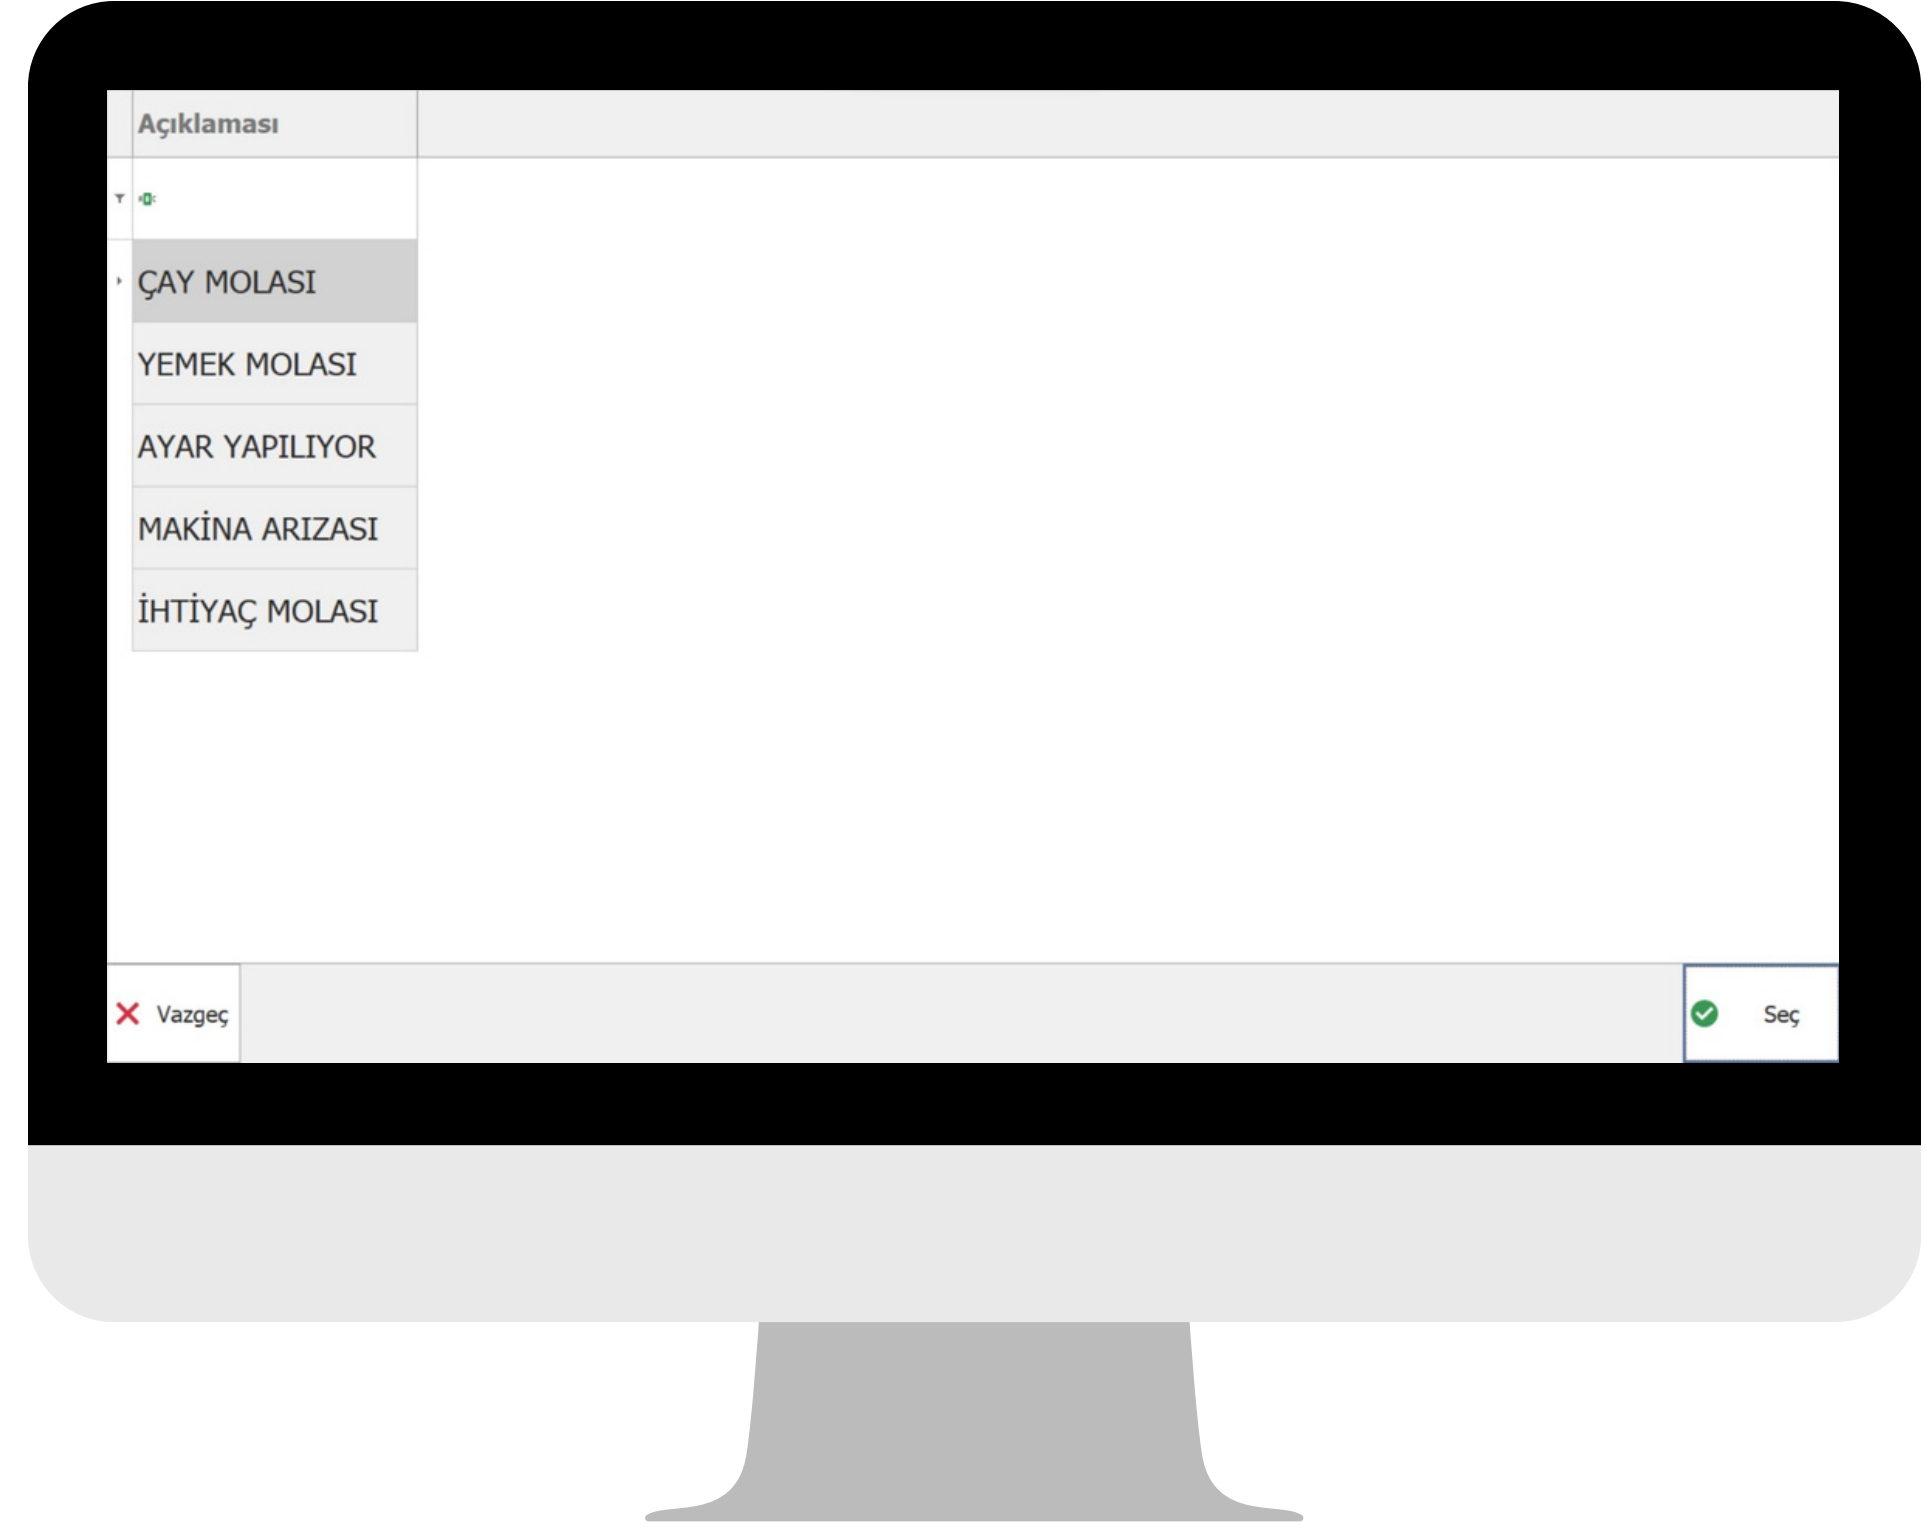 Açıklaması
ÇAY MOLASI
YEMEK MOLASI
AYAR YAPILIYOR
MAKİNA ARIZASI
İHTİYAÇ MOLASI
Vazgeç
Seç